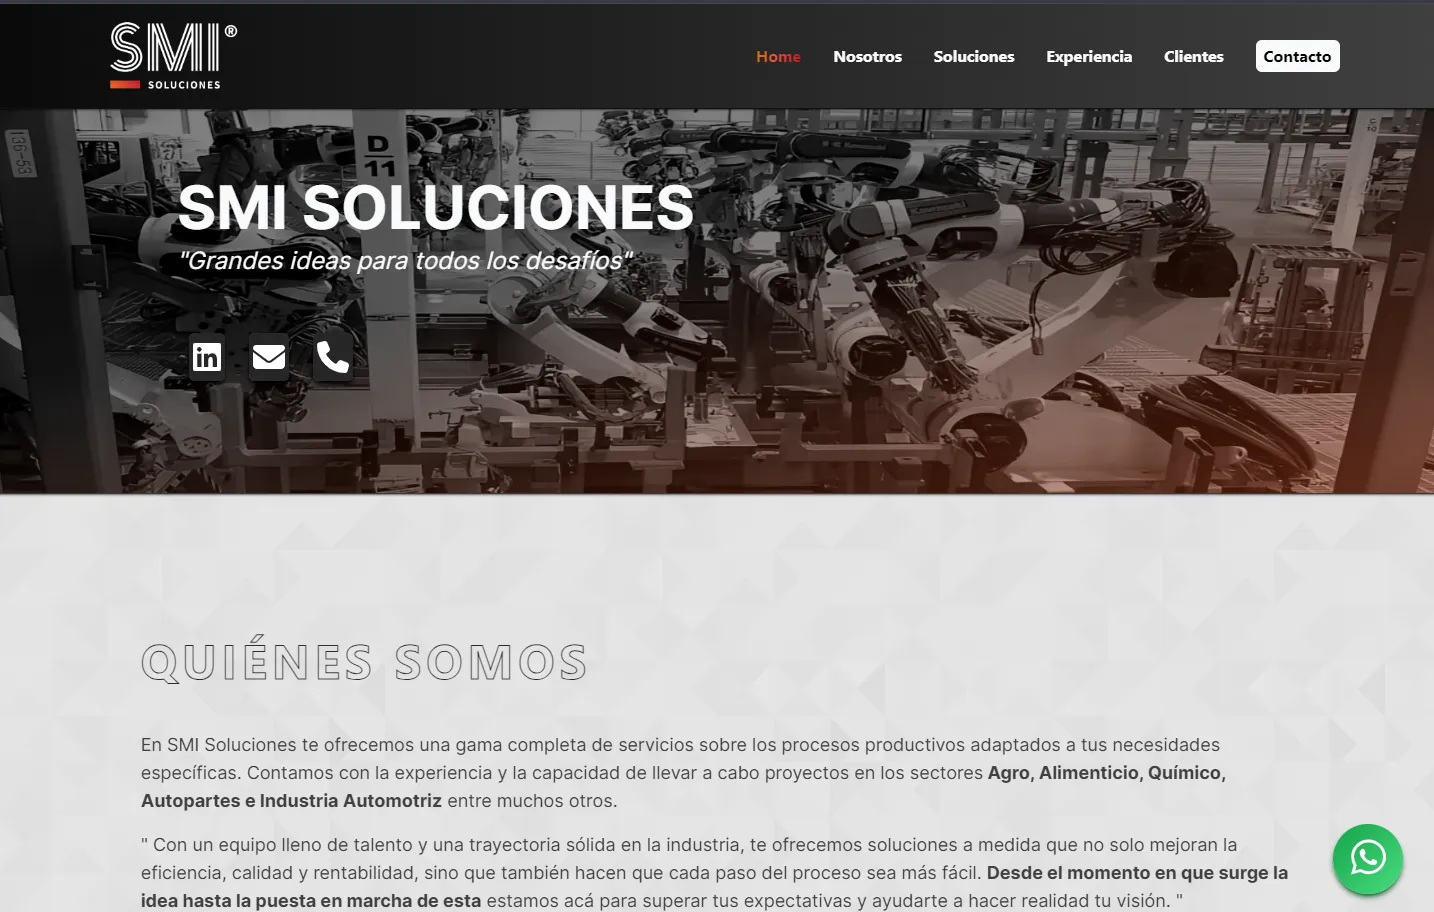 SMI®
SOLUCIONES
Home Nosotros Soluciones Experiencia Clientes Contacto
136-53
D
11
SMI SOLUCIONES
"Grandes ideas para todos los desafíos"
in
QUIÉNES SOMOS
En SMI Soluciones te ofrecemos una gama completa de servicios sobre los procesos productivos adaptados a tus necesidades
específicas. Contamos con la experiencia y la capacidad de llevar a cabo proyectos en los sectores Agro, Alimenticio, Químico,
Autopartes e Industria Automotriz entre muchos otros.
" Con un equipo lleno de talento y una trayectoria sólida en la industria, te ofrecemos soluciones a medida que no solo mejoran la
eficiencia, calidad y rentabilidad, sino que también hacen que cada paso del proceso sea más fácil. Desde el momento en que surge la
idea hasta la puesta en marcha de esta estamos acá para superar tus expectativas y ayudarte a hacer realidad tu visión. "